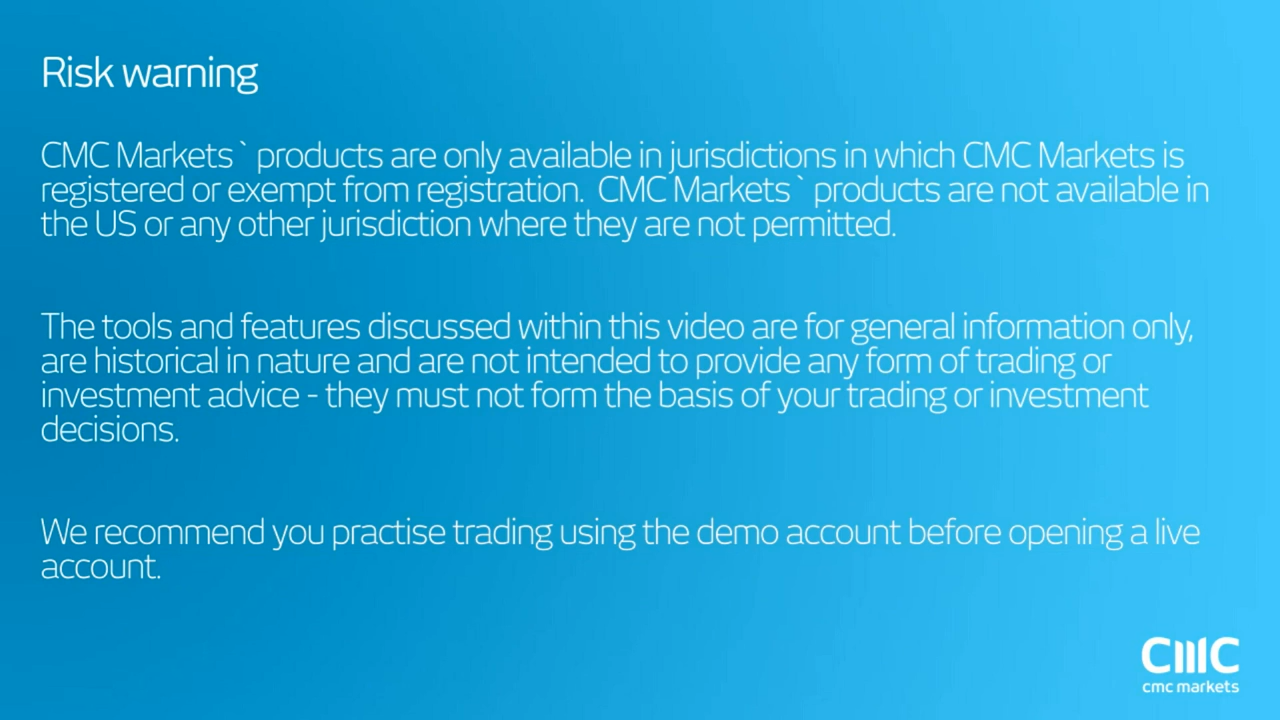 Risk warning
CMC Markets` products are only available in jurisdictions in which CMC Markets is
registered or exempt from registration.  CMC Markets` products are not available in
the US or any other jurisdiction where they are not permitted.
The tools and features discussed within this video are for general information only,
are historical in nature and are not intended to provide any form of trading or
investment advice - they must not form the basis of your trading or investment
decisions.
We recommend you practise trading using the demo account before opening a live
account.
CMC
cmc markets